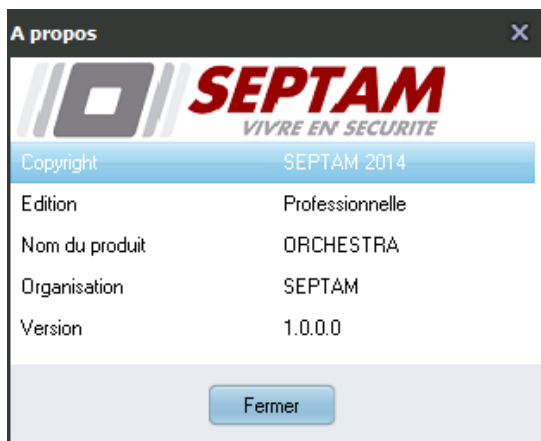 A propos
SEPTAM
VIVRE EN SECURITE
Copyright SEPTAM 2014
Edition Professionnelle
Nom du produit ORCHESTRA
Organisation SEPTAM
Version 1.0.0.0
Fermer